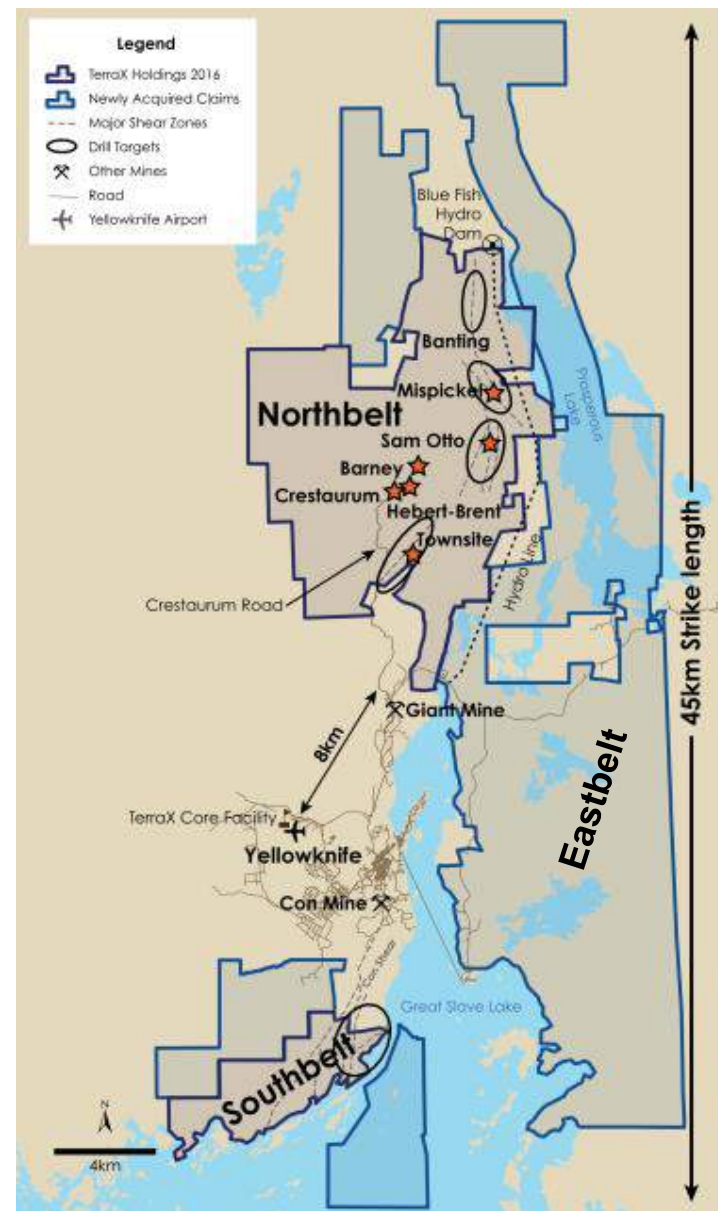 Legend
TerraX Holdings 2016
Newly Acquired Claims
Major Shear Zones
Drill Targets
Other Mines
Road
Yellowknife Airport
Blue Fish
Hydro
Dam
Banting
Mispickel
Prosperous
Lake
Northbelt
Sam Otto
Barney
Crestaurum
Hebert-Brent
Townsite
Hydro Line
Crestaurum Road
45km Strike length
Giant Mine
8km
Eastbelt
TerraX Core Facility
Yellowknife
Con Mine
Con Shear
Great Slave Lake
Southbelt
N
4km